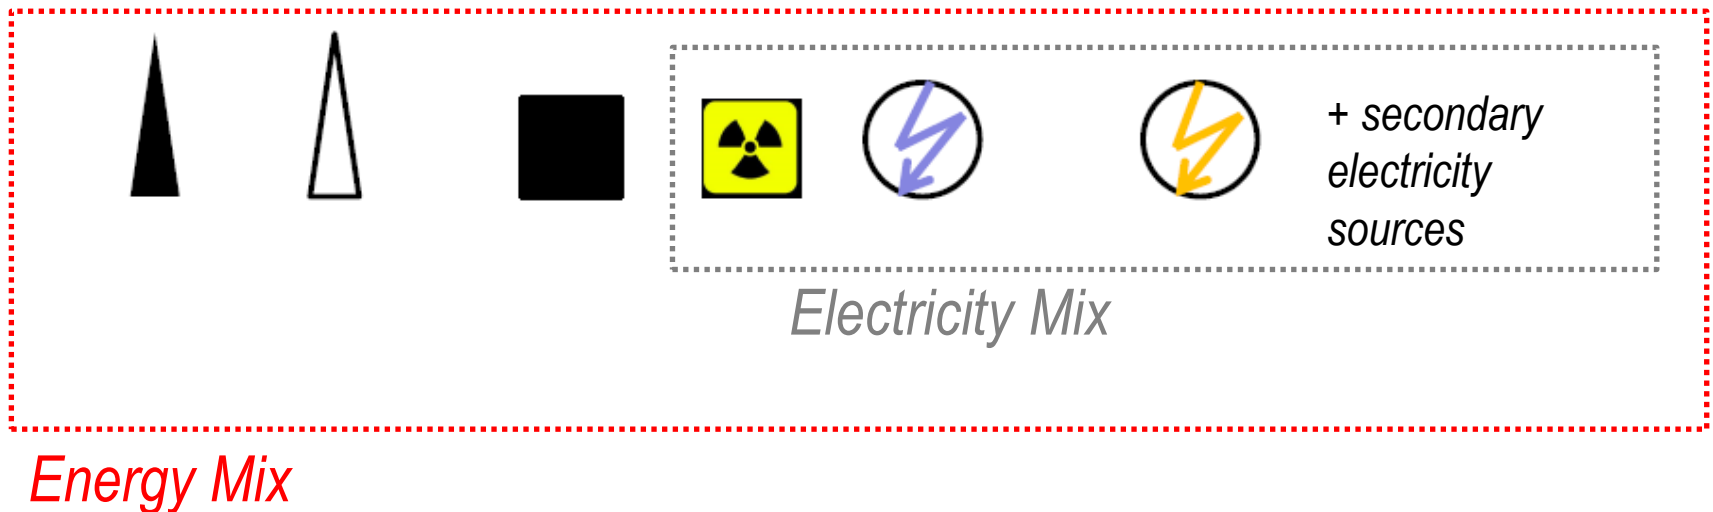 + secondary
electricity
sources
Electricity Mix
Energy Mix